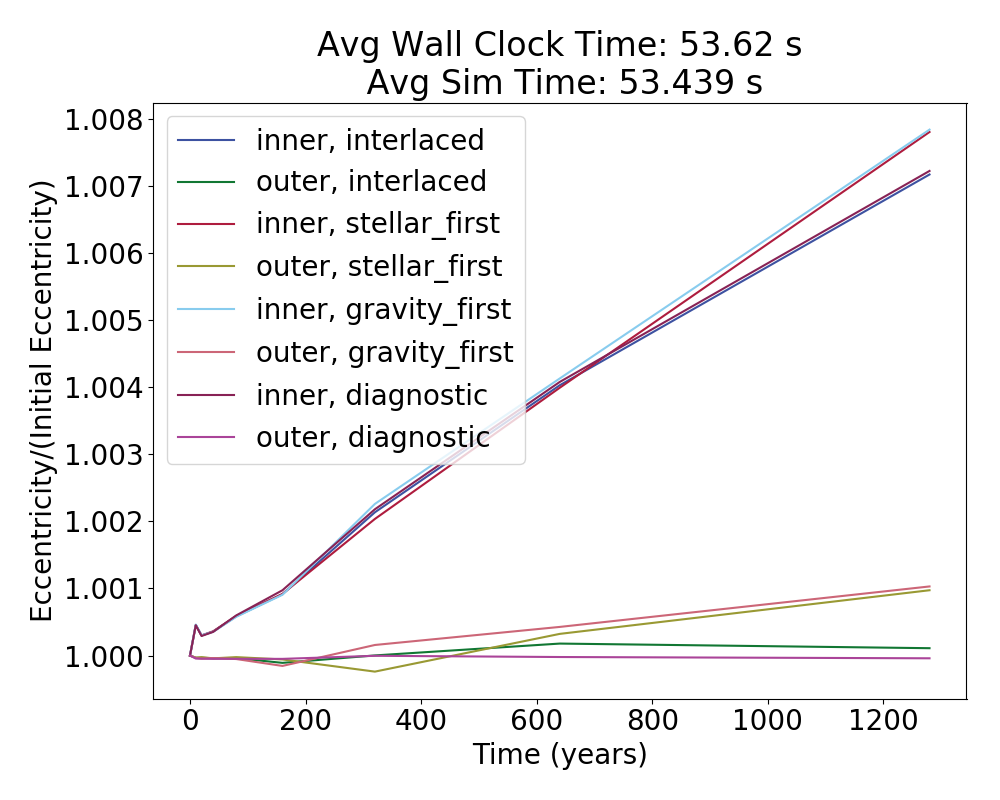 Avg Wall Clock Time: 53.62 s
Avg Sim Time: 53.439 s
Eccentricity/(Initial Eccentricity)
1.008
1.007
1.006
1.005
1.004
1.003
1.002
1.001
1.000
inner, interlaced
outer, interlaced
inner, stellar_first
outer, stellar_first
inner, gravity_first
outer, gravity_first
inner, diagnostic
outer, diagnostic
0 200 400 600 800 1000 1200
Time (years)